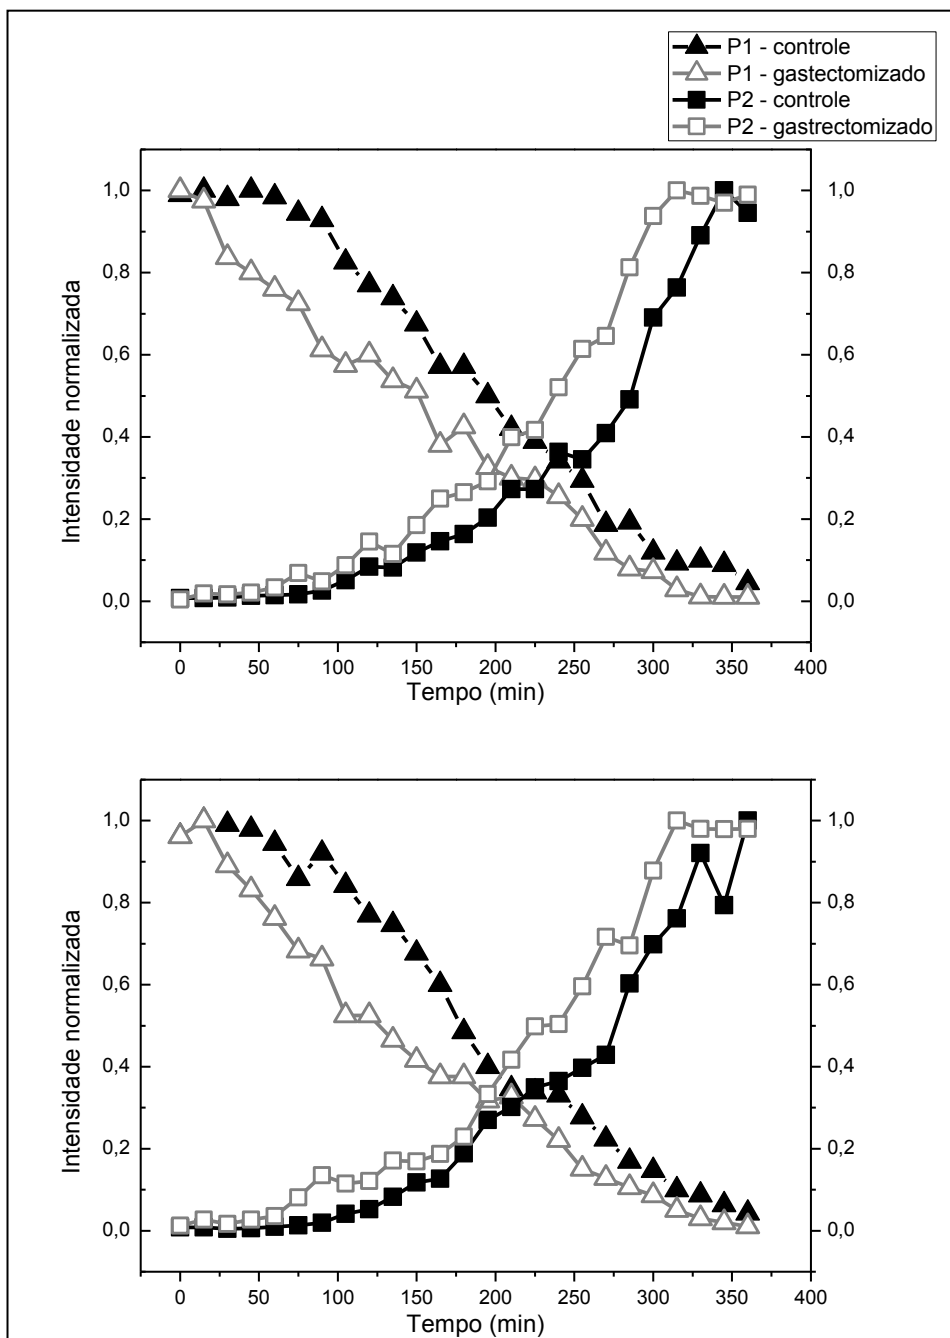 P1 - controle
P1 - gastectomizado
P2 - controle
P2 - gastrectomizado
1,0 1,0
0,8 0,8
0,6 0,6
0,4 0,4
0,2 0,2
0,0 0,0
Intensidade normalizada
0 50 100 150 200 250 300 350 400
Tempo (min)
1,0 1,0
0,8 0,8
0,6 0,6
0,4 0,4
0,2 0,2
0,0 0,0
Intensidade normalizada
0 50 100 150 200 250 300 350 400
Tempo (min)